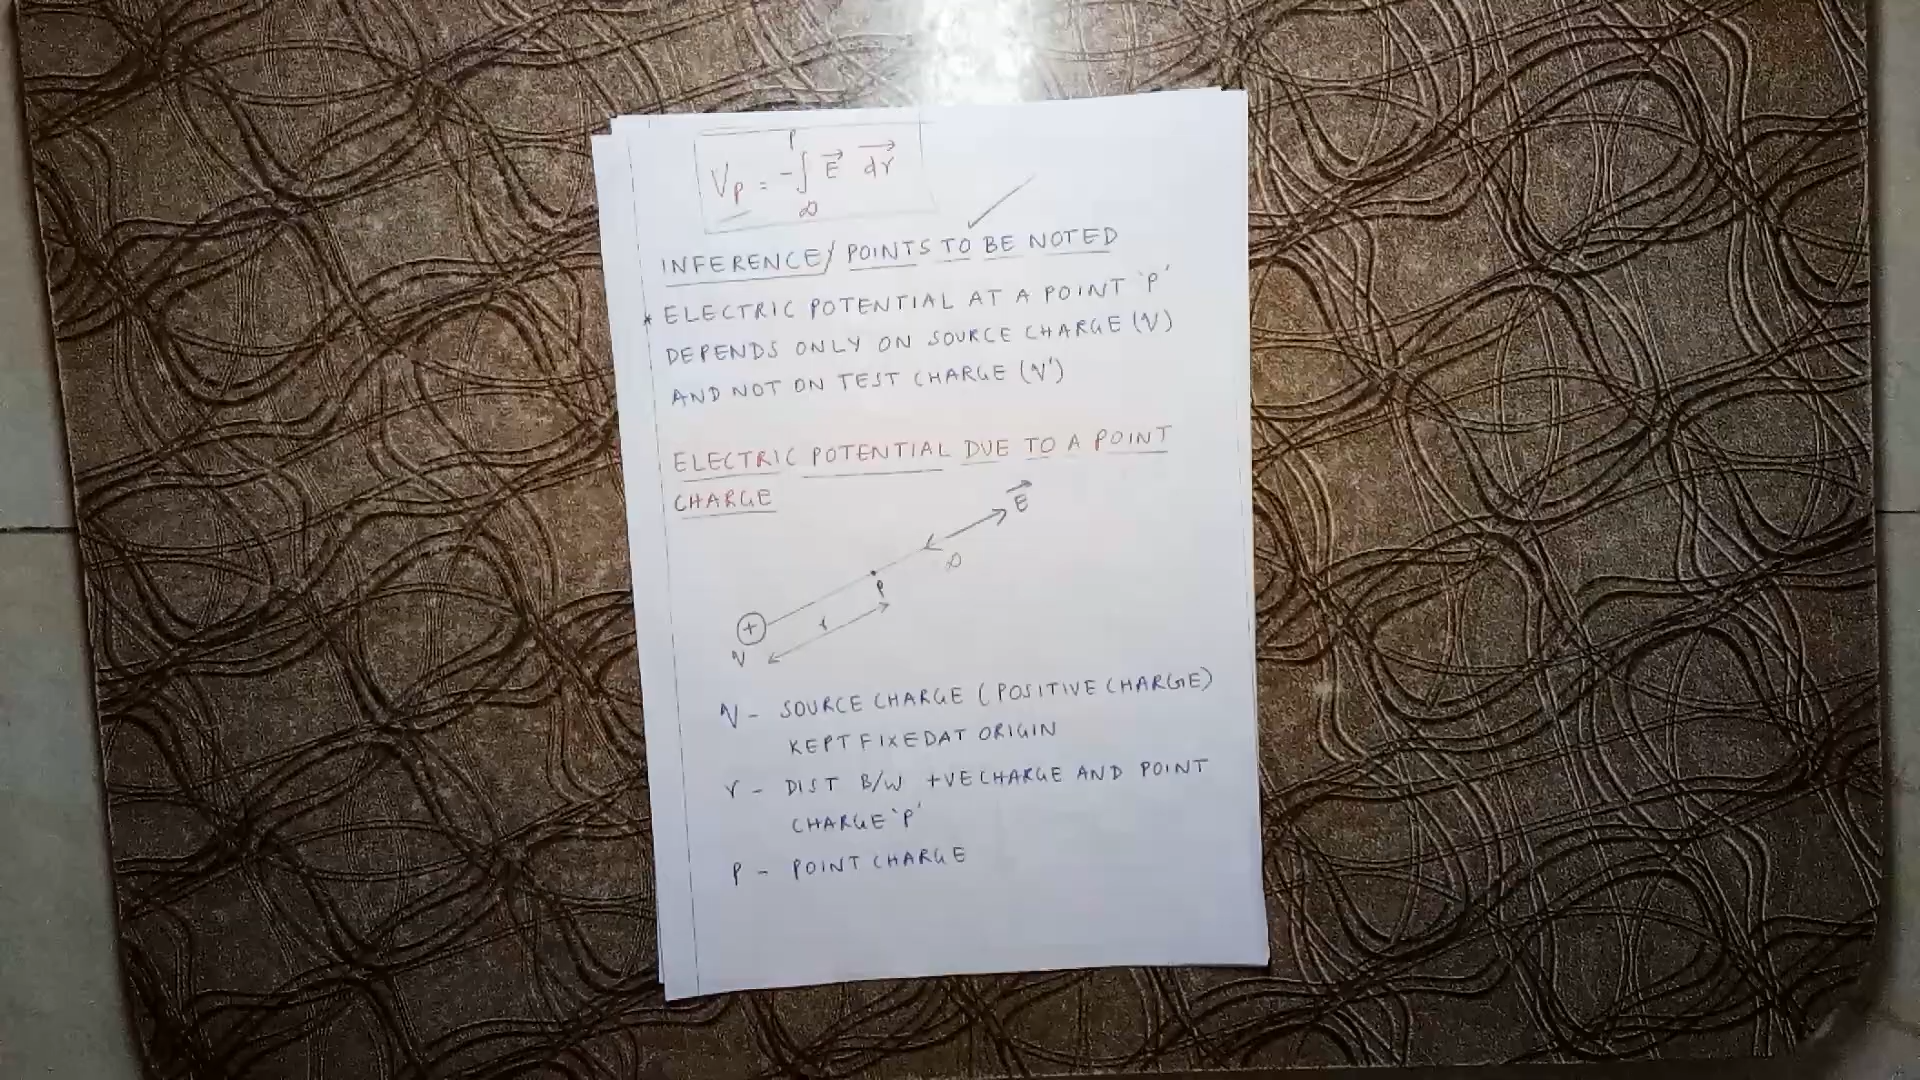 P
Vp = -∫ E⃗ dr⃗
∞
INFERENCE/ POINTS TO BE NOTED
* ELECTRIC POTENTIAL AT A POINT 'P'
DEPENDS ONLY ON SOURCE CHARGE (q)
AND NOT ON TEST CHARGE (q')
ELECTRIC POTENTIAL DUE TO A POINT
CHARGE
E⃗
∞
P
+
r
q
q - SOURCE CHARGE (POSITIVE CHARGE)
KEPT FIXED AT ORIGIN
r - DIST B/W +VE CHARGE AND POINT
CHARGE 'P'
P - POINT CHARGE